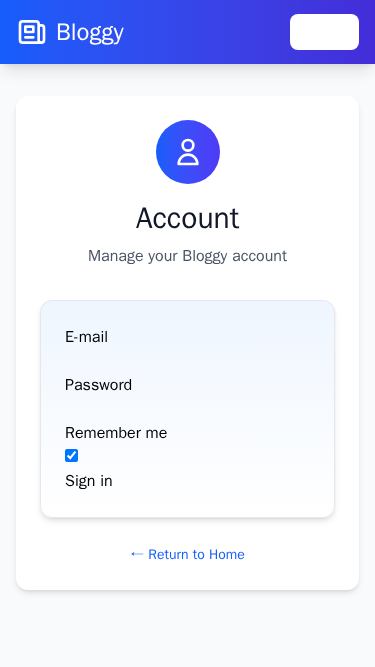 Bloggy
Account
Manage your Bloggy account
E-mail
Password
Remember me
Sign in
← Return to Home